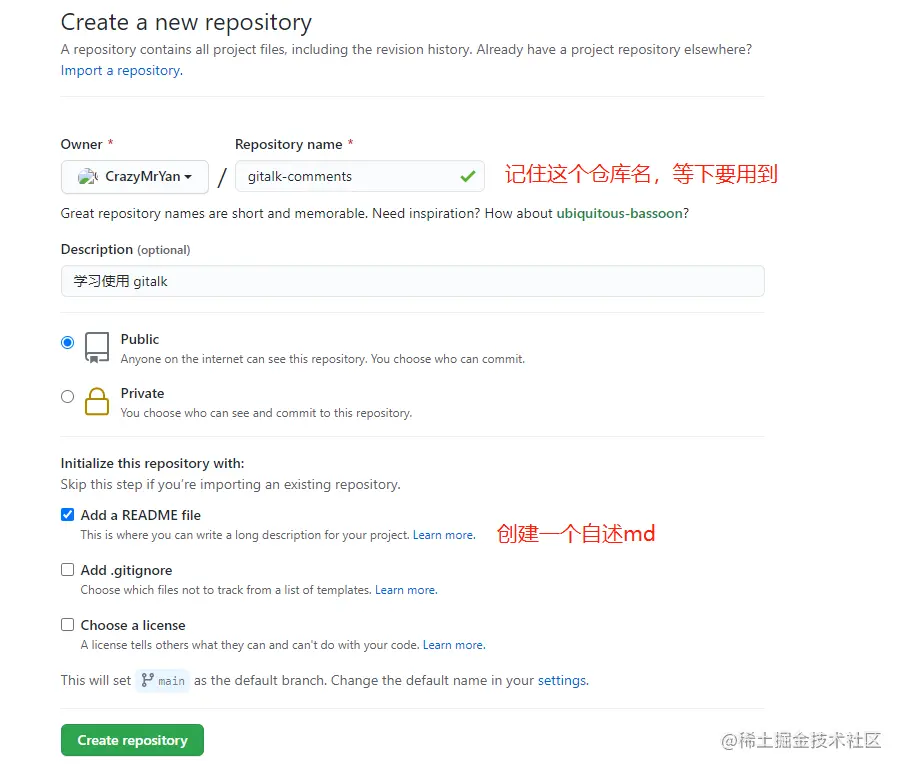 Create a new repository
A repository contains all project files, including the revision history. Already have a project repository elsewhere?
Import a repository.
Owner * Repository name *
CrazyMrYan / gitalk-comments 记住这个仓库名，等下要用到
Great repository names are short and memorable. Need inspiration? How about ubiquitous-bassoon?
Description (optional)
学习使用 gitalk
Public
Anyone on the internet can see this repository. You choose who can commit.
Private
You choose who can see and commit to this repository.
Initialize this repository with:
Skip this step if you're importing an existing repository.
Add a README file
This is where you can write a long description for your project. Learn more. 创建一个自述md
Add .gitignore
Choose which files not to track from a list of templates. Learn more.
Choose a license
A license tells others what they can and can't do with your code. Learn more.
This will set main as the default branch. Change the default name in your settings.
Create repository
@稀土掘金技术社区